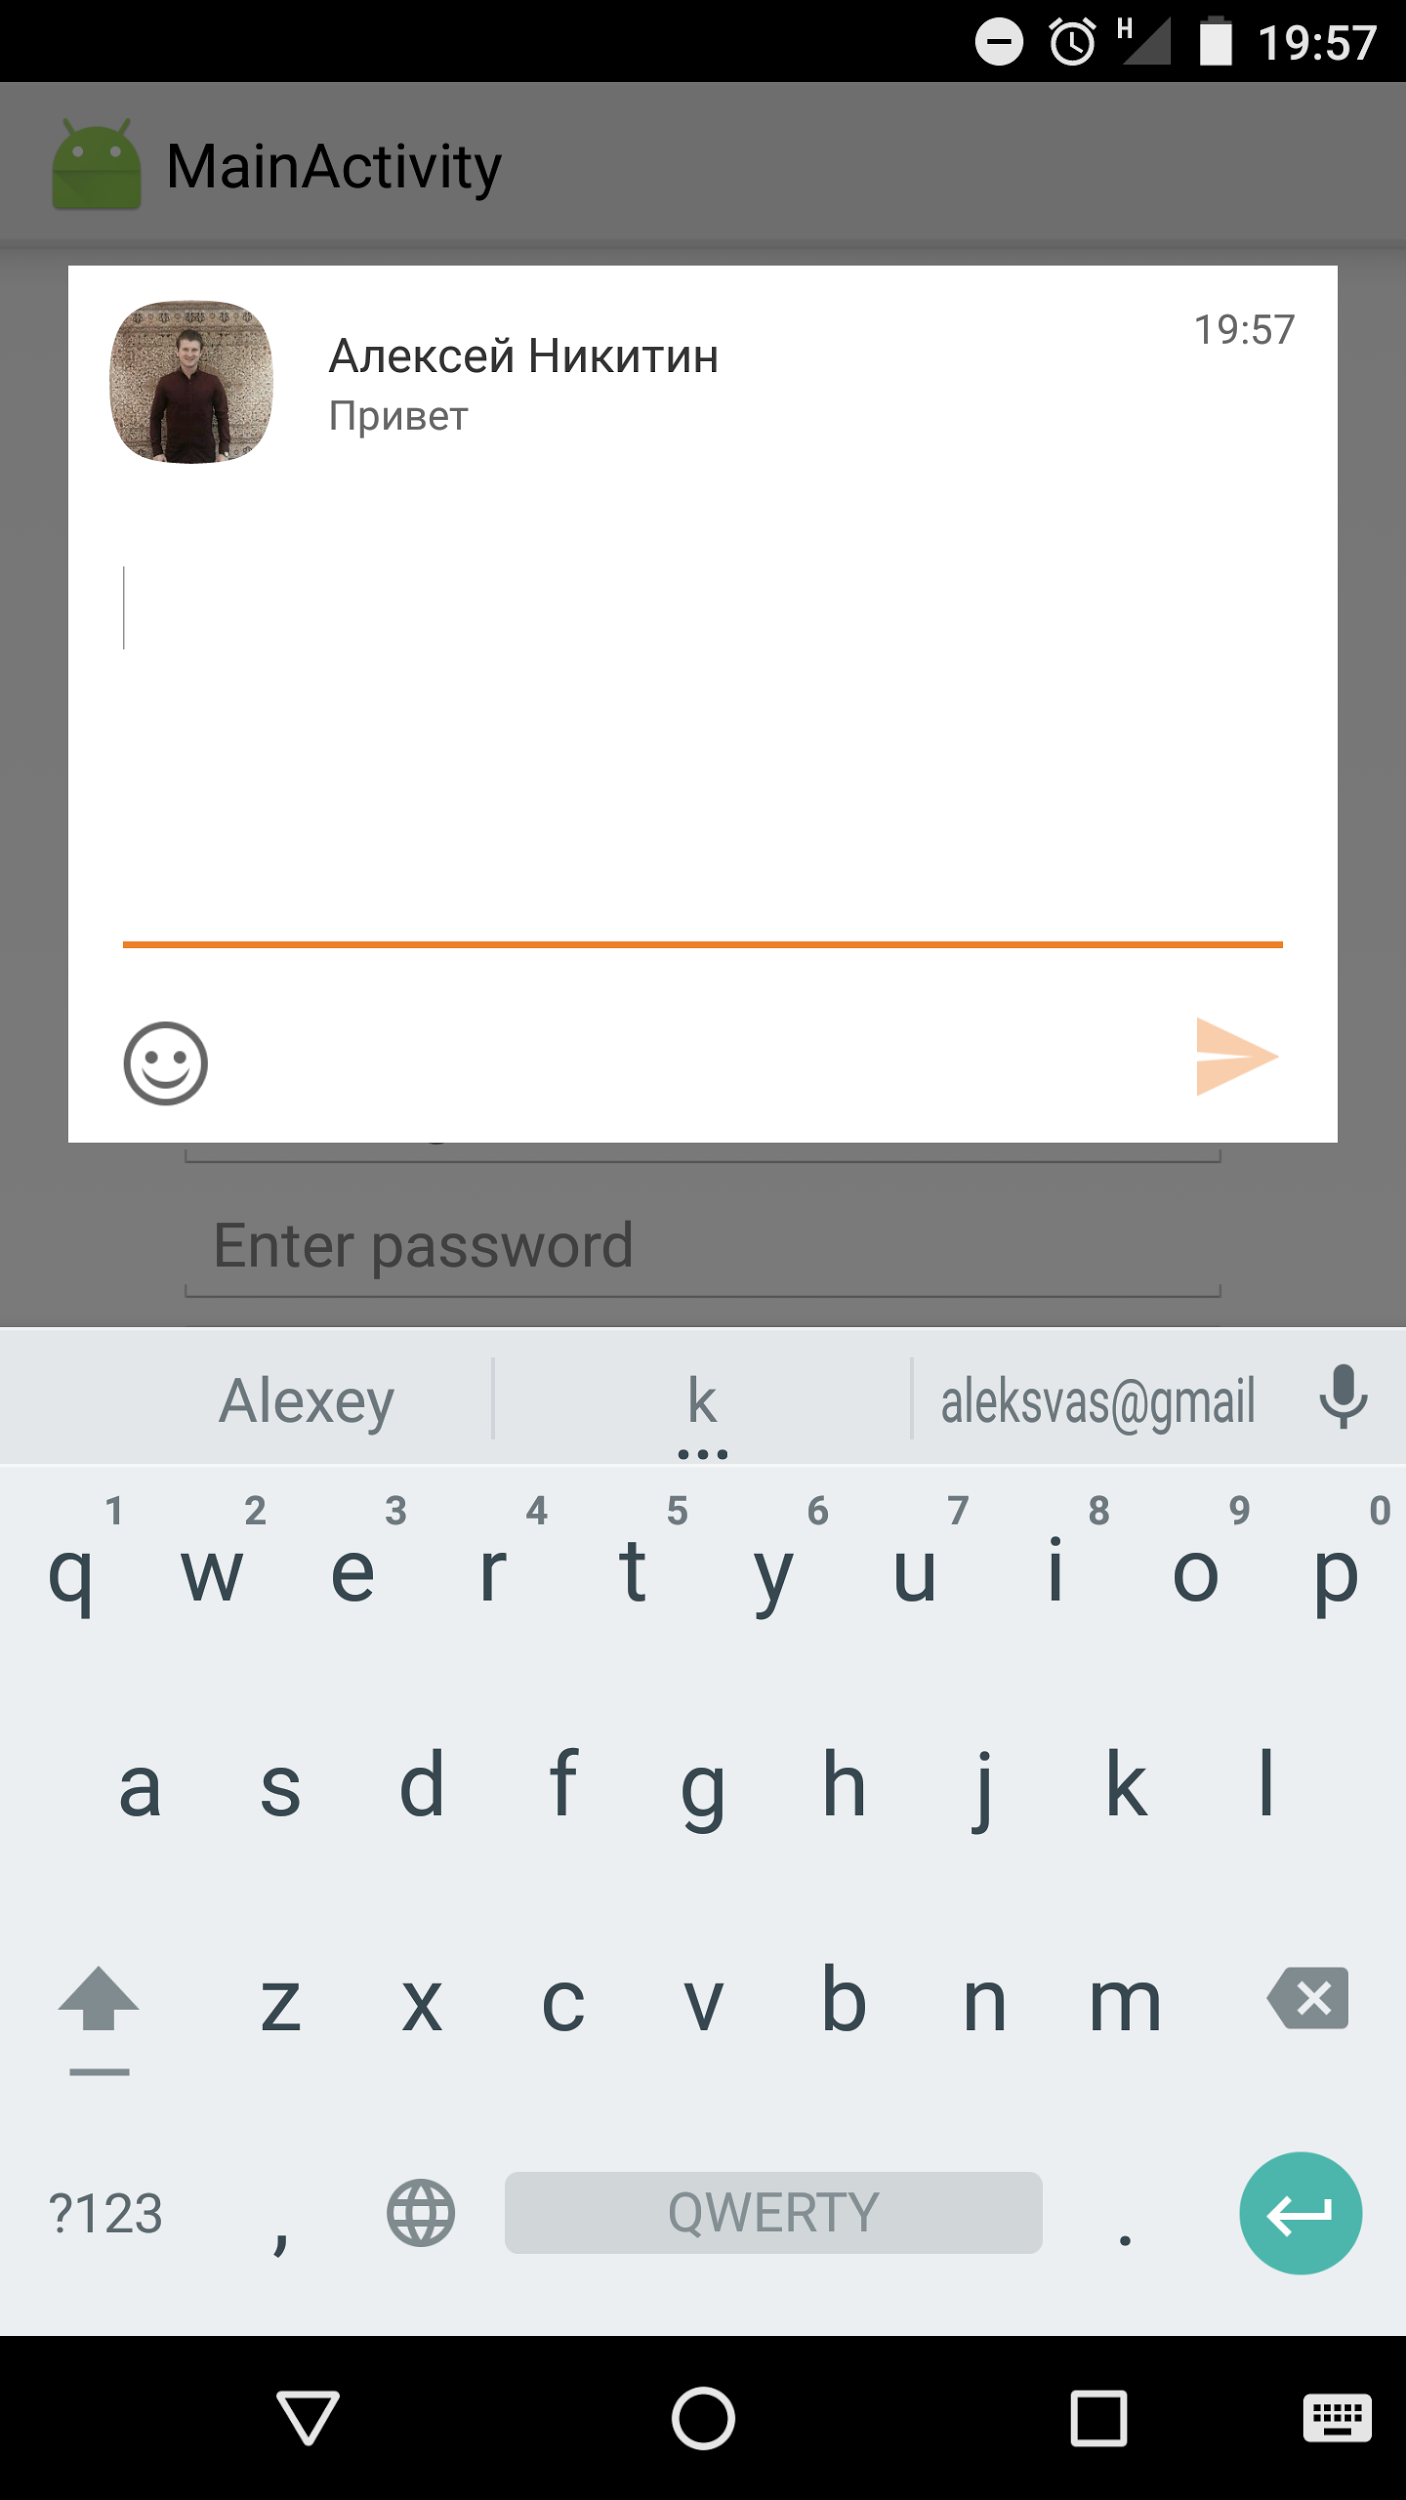 H 19:57
MainActivity
19:57
Алексей Никитин
Привет
Enter password
Alexey k aleksvas@gmail
1 2 3 4 5 6 7 8 9 0
q w e r t y u i o p
a s d f g h j k l
z x c v b n m
?123 , QWERTY .